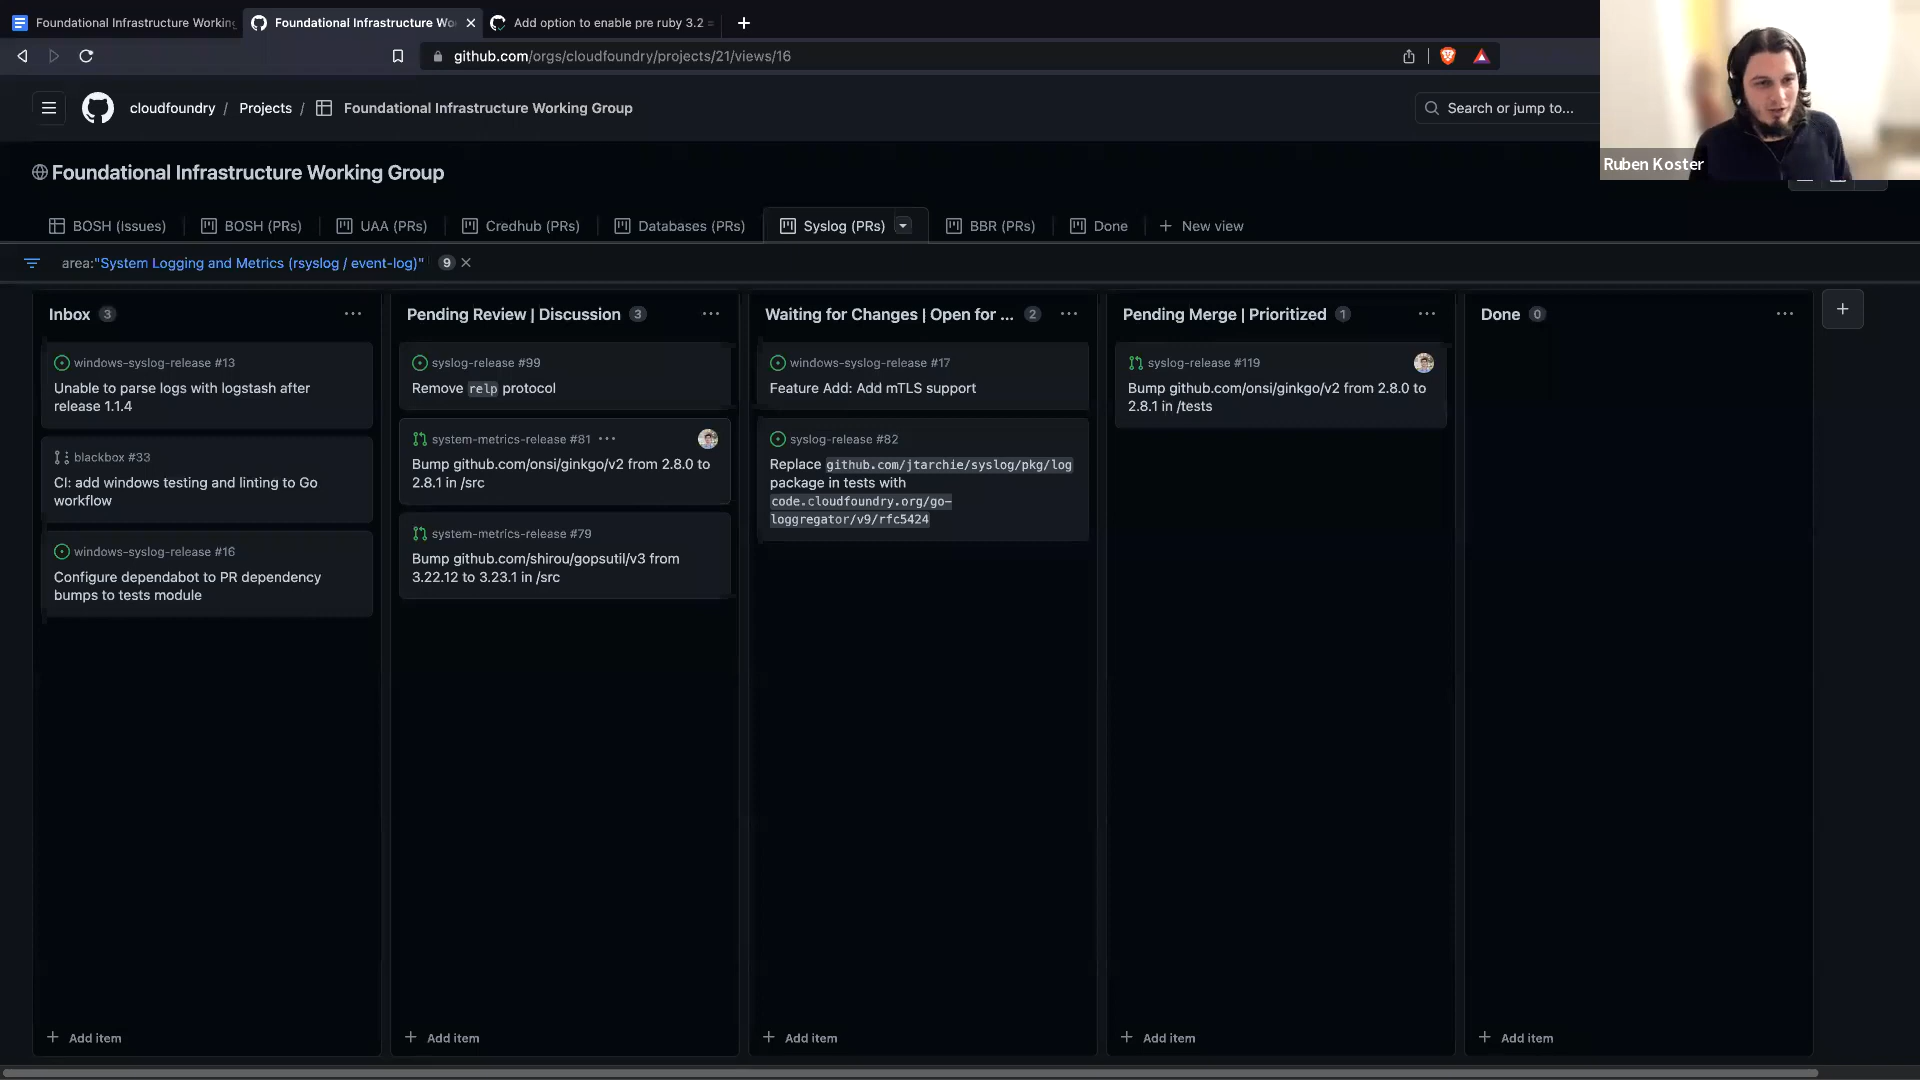 Foundational Infrastructure Working
Foundational Infrastructure Wo
Add option to enable pre ruby 3.2 =
github.com/orgs/cloudfoundry/projects/21/views/16
cloudfoundry / Projects / Foundational Infrastructure Working Group
Search or jump to...
Ruben Koster
Foundational Infrastructure Working Group
BOSH (Issues)
BOSH (PRs)
UAA (PRs)
Credhub (PRs)
Databases (PRs)
Syslog (PRs)
BBR (PRs)
Done
New view
area:"System Logging and Metrics (rsyslog / event-log)" 9
Inbox 3
windows-syslog-release #13
Unable to parse logs with logstash after
release 1.1.4
blackbox #33
CI: add windows testing and linting to Go
workflow
windows-syslog-release #16
Configure dependabot to PR dependency
bumps to tests module
Add item
Pending Review | Discussion 3
syslog-release #99
Remove relp protocol
system-metrics-release #81
Bump github.com/onsi/ginkgo/v2 from 2.8.0 to
2.8.1 in /src
system-metrics-release #79
Bump github.com/shirou/gopsutil/v3 from
3.22.12 to 3.23.1 in /src
Add item
Waiting for Changes | Open for ... 2
windows-syslog-release #17
Feature Add: Add mTLS support
syslog-release #82
Replace github.com/jtarchie/syslog/pkg/log
package in tests with
code.cloudfoundry.org/go-
loggregator/v9/rfc5424
Add item
Pending Merge | Prioritized 1
syslog-release #119
Bump github.com/onsi/ginkgo/v2 from 2.8.0 to
2.8.1 in /tests
Add item
Done 0
Add item